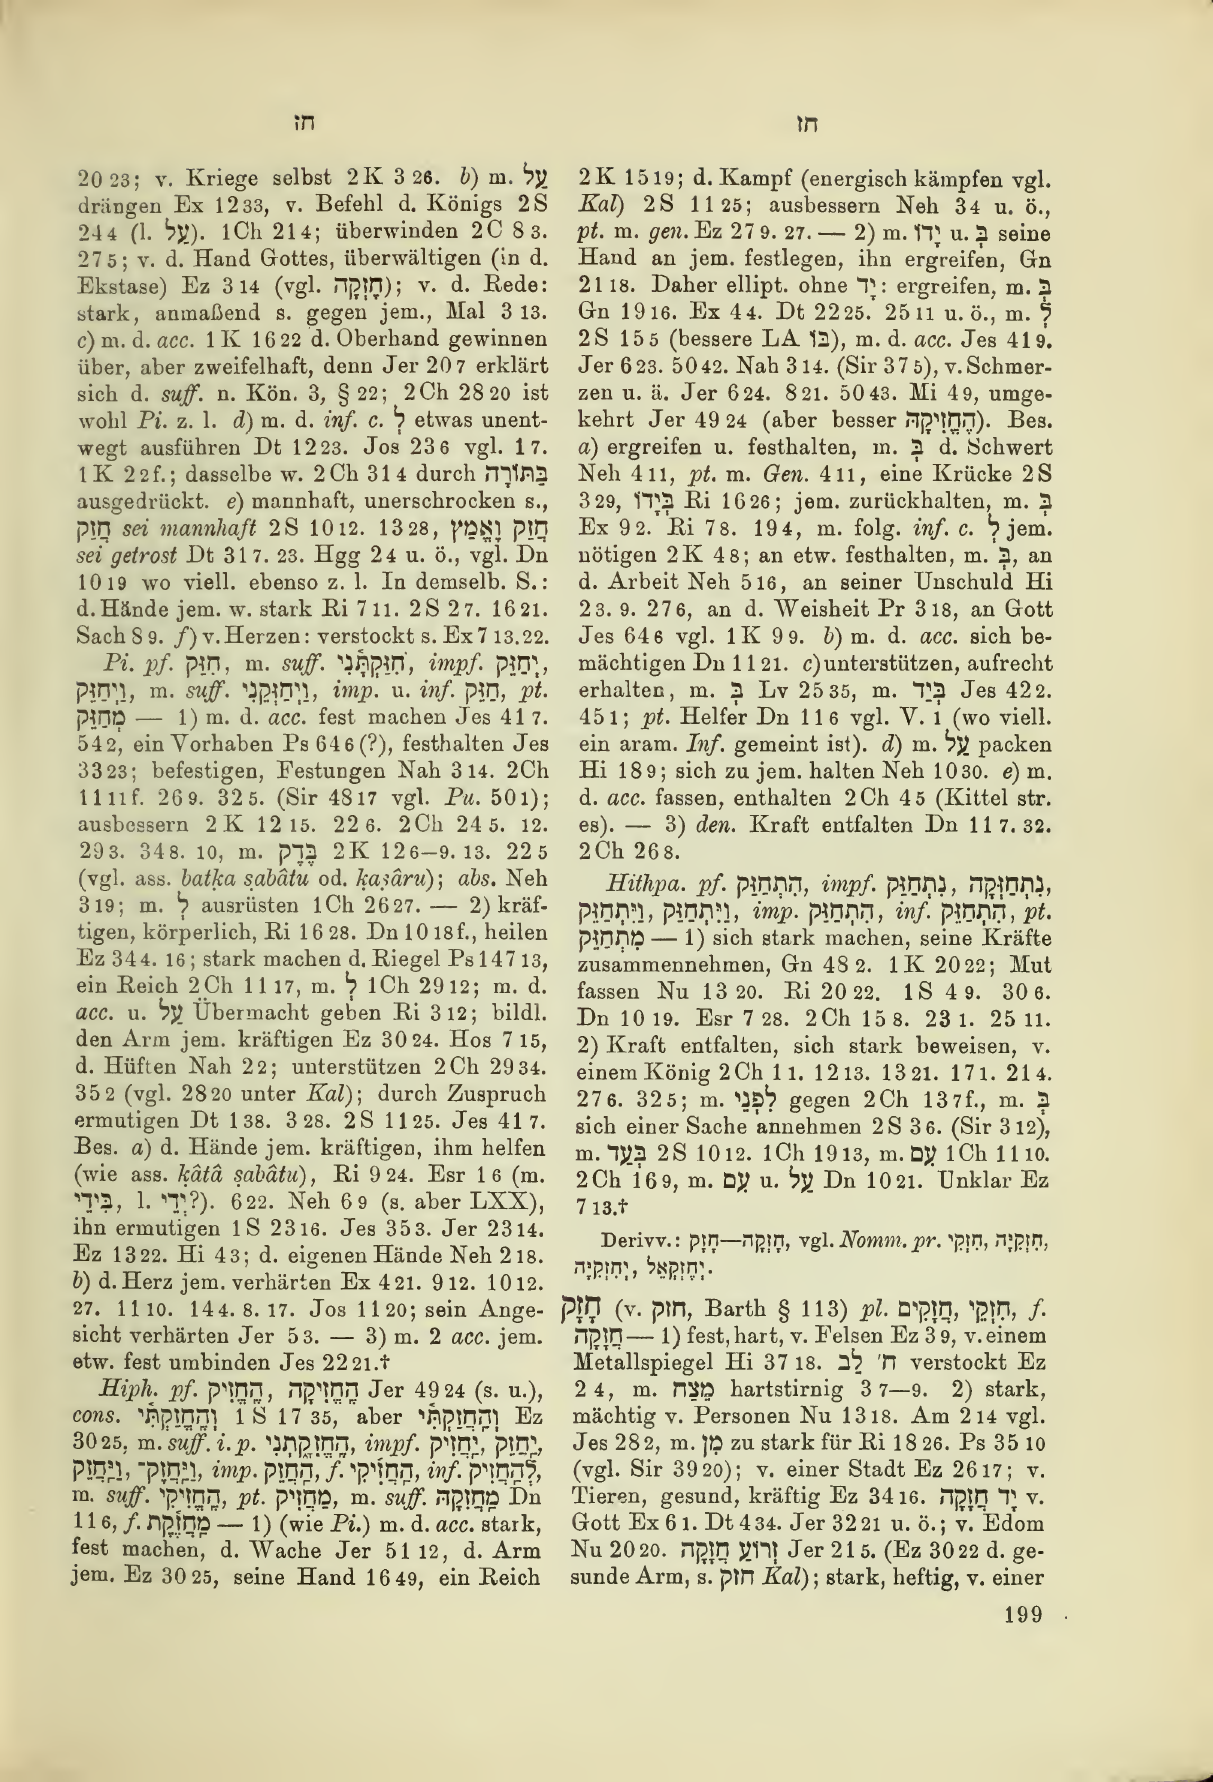 חז
חז
20 23; v. Kriege selbst 2 K 3 26. b) m. עַל
drängen Ex 12 33, v. Befehl d. Königs 2 S
24 4 (l. עַל). 1 Ch 21 4; überwinden 2 C 8 3.
27 5; v. d. Hand Gottes, überwältigen (in d.
Ekstase) Ez 3 14 (vgl. חָזְקָה); v. d. Rede:
stark, anmaßend s. gegen jem., Mal 3 13.
c) m. d. acc. 1 K 16 22 d. Oberhand gewinnen
über, aber zweifelhaft, denn Jer 20 7 erklärt
sich d. suff. n. Kön. 3, § 22; 2 Ch 28 20 ist
wohl Pi. z. l. d) m. d. inf. c. לְ etwas unent-
wegt ausführen Dt 12 23. Jos 23 6 vgl. 1 7.
1 K 2 2 f.; dasselbe w. 2 Ch 31 4 durch בְּתוֹרָה
ausgedrückt. e) mannhaft, unerschrocken s.,
חֲזַק sei mannhaft 2 S 10 12. 13 28, חֲזַק וֶאֱמָץ
sei getrost Dt 31 7. 23. Hgg 2 4 u. ö., vgl. Dn
10 19 wo viell. ebenso z. l. In demselb. S.:
d. Hände jem. w. stark Ri 7 11. 2 S 2 7. 16 21.
Sach 8 9. f) v. Herzen: verstockt s. Ex 7 13. 22.
Pi. pf. חִזַּק, m. suff. חִזַּקְתַּנִי, impf. יְחַזֵּק,
וַיְחַזֵּק, m. suff. וַיְחַזְּקֵנִי, imp. u. inf. חַזֵּק, pt.
מְחַזֵּק — 1) m. d. acc. fest machen Jes 41 7.
54 2, ein Vorhaben Ps 64 6 (?), festhalten Jes
33 23; befestigen, Festungen Nah 3 14. 2 Ch
11 11 f. 26 9. 32 5. (Sir 48 17 vgl. Pu. 50 1);
ausbessern 2 K 12 15. 22 6. 2 Ch 24 5. 12.
29 3. 34 8. 10, m. בֶּדֶק 2 K 12 6–9. 13. 22 5
(vgl. ass. batḳa ṣabâtu od. ḳaṣâru); abs. Neh
3 19; m. לְ ausrüsten 1 Ch 26 27. — 2) kräf-
tigen, körperlich, Ri 16 28. Dn 10 18 f., heilen
Ez 34 4. 16; stark machen d. Riegel Ps 147 13,
ein Reich 2 Ch 11 17, m. לְ 1 Ch 29 12; m. d.
acc. u. עַל Übermacht geben Ri 3 12; bildl.
den Arm jem. kräftigen Ez 30 24. Hos 7 15,
d. Hüften Nah 2 2; unterstützen 2 Ch 29 34.
35 2 (vgl. 28 20 unter Kal); durch Zuspruch
ermutigen Dt 1 38. 3 28. 2 S 11 25. Jes 41 7.
Bes. a) d. Hände jem. kräftigen, ihm helfen
(wie ass. ḳâtâ ṣabâtu), Ri 9 24. Esr 1 6 (m.
בִּידֵי, l. יְדֵי?). 6 22. Neh 6 9 (s. aber LXX),
ihn ermutigen 1 S 23 16. Jes 35 3. Jer 23 14.
Ez 13 22. Hi 4 3; d. eigenen Hände Neh 2 18.
b) d. Herz jem. verhärten Ex 4 21. 9 12. 10 12.
27. 11 10. 14 4. 8. 17. Jos 11 20; sein Ange-
sicht verhärten Jer 5 3. — 3) m. 2 acc. jem.
etw. fest umbinden Jes 22 21.†
Hiph. pf. הֶחֱזִיק, הֶחֱזִיקָה Jer 49 24 (s. u.),
cons. וְהֶחֱזַקְתִּי 1 S 17 35, aber וְהַחֲזַקְתִּי Ez
30 25, m. suff. i. p. הֶחֱזַקְתַנִי, impf. יַחֲזִיק, יַחֲזֵק,
וַיַּחֲזֵק, וַיַּחֲזֶק־, imp. הַחֲזֵק, f. הַחֲזִיקִי, inf. לְהַחֲזִיק,
m. suff. הֶחֱזִיקִי, pt. מַחֲזִיק, m. suff. מַחֲזִקָהּ Dn
11 6, f. מַחֲזֶקֶת — 1) (wie Pi.) m. d. acc. stark,
fest machen, d. Wache Jer 51 12, d. Arm
jem. Ez 30 25, seine Hand 16 49, ein Reich
2 K 15 19; d. Kampf (energisch kämpfen vgl.
Kal) 2 S 11 25; ausbessern Neh 3 4 u. ö.,
pt. m. gen. Ez 27 9. 27. — 2) m. יָדוֹ u. בְּ seine
Hand an jem. festlegen, ihn ergreifen, Gn
21 18. Daher ellipt. ohne יָד: ergreifen, m. בְּ
Gn 19 16. Ex 4 4. Dt 22 25. 25 11 u. ö., m. לְ
2 S 15 5 (bessere LA בּוֹ), m. d. acc. Jes 41 9.
Jer 6 23. 50 42. Nah 3 14. (Sir 37 5), v. Schmer-
zen u. ä. Jer 6 24. 8 21. 50 43. Mi 4 9, umge-
kehrt Jer 49 24 (aber besser הֶחֱזִיקָהּ). Bes.
a) ergreifen u. festhalten, m. בְּ d. Schwert
Neh 4 11, pt. m. Gen. 4 11, eine Krücke 2 S
3 29, בְּיָדוֹ Ri 16 26; jem. zurückhalten, m. בְּ
Ex 9 2. Ri 7 8. 19 4, m. folg. inf. c. לְ jem.
nötigen 2 K 4 8; an etw. festhalten, m. בְּ, an
d. Arbeit Neh 5 16, an seiner Unschuld Hi
2 3. 9. 27 6, an d. Weisheit Pr 3 18, an Gott
Jes 64 6 vgl. 1 K 9 9. b) m. d. acc. sich be-
mächtigen Dn 11 21. c) unterstützen, aufrecht
erhalten, m. בְּ Lv 25 35, m. בְּיַד Jes 42 2.
45 1; pt. Helfer Dn 11 6 vgl. V. 1 (wo viell.
ein aram. Inf. gemeint ist). d) m. עַל packen
Hi 18 9; sich zu jem. halten Neh 10 30. e) m.
d. acc. fassen, enthalten 2 Ch 4 5 (Kittel str.
es). — 3) den. Kraft entfalten Dn 11 7. 32.
2 Ch 26 8.
Hithpa. pf. הִתְחַזַּק, impf. נִתְחַזַּק, נִתְחַזְּקָה,
וַיִּתְחַזֵּק, וַיִּתְחַזַּק, imp. הִתְחַזַּק, inf. הִתְחַזֵּק, pt.
מִתְחַזֵּק — 1) sich stark machen, seine Kräfte
zusammennehmen, Gn 48 2. 1 K 20 22; Mut
fassen Nu 13 20. Ri 20 22. 1 S 4 9. 30 6.
Dn 10 19. Esr 7 28. 2 Ch 15 8. 23 1. 25 11.
2) Kraft entfalten, sich stark beweisen, v.
einem König 2 Ch 1 1. 12 13. 13 21. 17 1. 21 4.
27 6. 32 5; m. לִפְנֵי gegen 2 Ch 13 7 f., m. בְּ
sich einer Sache annehmen 2 S 3 6. (Sir 3 12),
m. בְּעַד 2 S 10 12. 1 Ch 19 13, m. עִם 1 Ch 11 10.
2 Ch 16 9, m. עִם u. עַל Dn 10 21. Unklar Ez
7 13.†
Derivv.: חָזָק—חָזְקָה, vgl. Nomm. pr. חִזְקִי, חִזְקִיָּה,
יְחֶזְקֵאל, יְחִזְקִיָּה.
חָזָק (v. חזק, Barth § 113) pl. חֲזָקִים, חִזְקֵי, f.
חֲזָקָה — 1) fest, hart, v. Felsen Ez 3 9, v. einem
Metallspiegel Hi 37 18. ח׳ לֵב verstockt Ez
2 4, m. מֵצַח hartstirnig 3 7—9. 2) stark,
mächtig v. Personen Nu 13 18. Am 2 14 vgl.
Jes 28 2, m. מִן zu stark für Ri 18 26. Ps 35 10
(vgl. Sir 39 20); v. einer Stadt Ez 26 17; v.
Tieren, gesund, kräftig Ez 34 16. יָד חֲזָקָה v.
Gott Ex 6 1. Dt 4 34. Jer 32 21 u. ö.; v. Edom
Nu 20 20. זְרוֹעַ חֲזָקָה Jer 21 5. (Ez 30 22 d. ge-
sunde Arm, s. חזק Kal); stark, heftig, v. einer
199